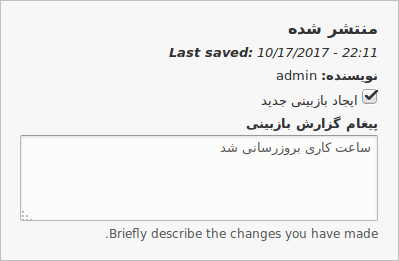 منتشر شده
Last saved: 10/17/2017 - 22:11
نویسنده: admin
ایجاد بازبینی جدید
پیغام گزارش بازبینی
ساعت کاری بروزرسانی شد
Briefly describe the changes you have made.